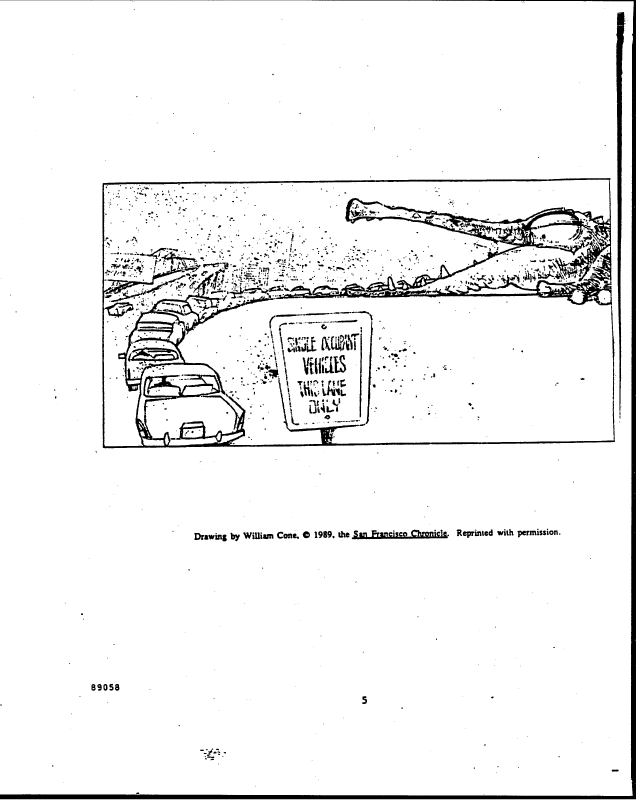 SINGLE OCCUPANT
VEHICLES
THIS LANE
ONLY
Drawing by William Cone, © 1989, the San Francisco Chronicle. Reprinted with permission.
89058
5